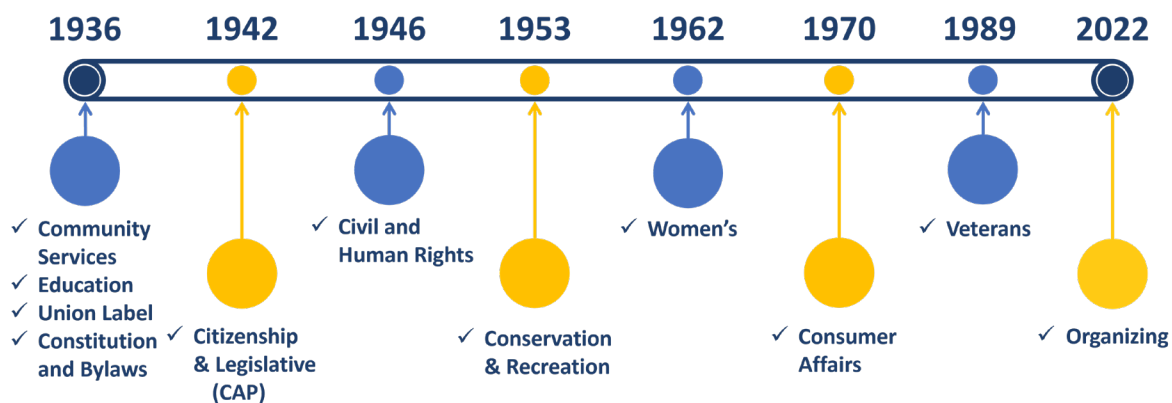 1936 1942 1946 1953 1962 1970 1989 2022
✓ Community
Services
✓ Education
✓ Union Label
✓ Constitution
and Bylaws
✓ Citizenship
& Legislative
(CAP)
✓ Civil and
Human Rights
✓ Conservation
& Recreation
✓ Women's
✓ Consumer
Affairs
✓ Veterans
✓ Organizing